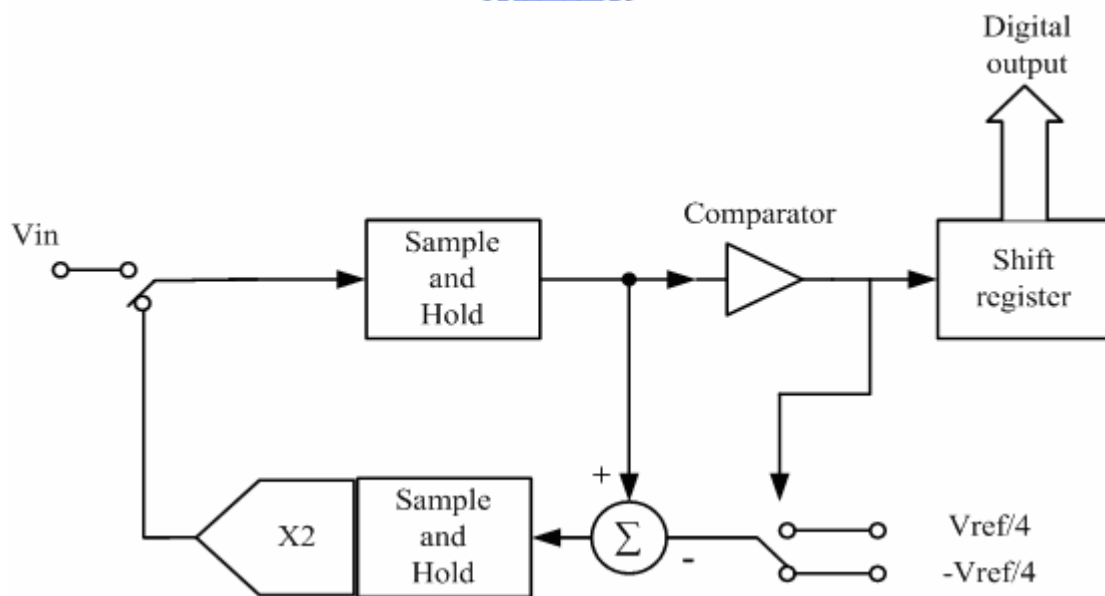 Digital
output
Vin
Sample
and
Hold
Comparator
Shift
register
+
X2
Sample
and
Hold
Σ
-
Vref/4
-Vref/4